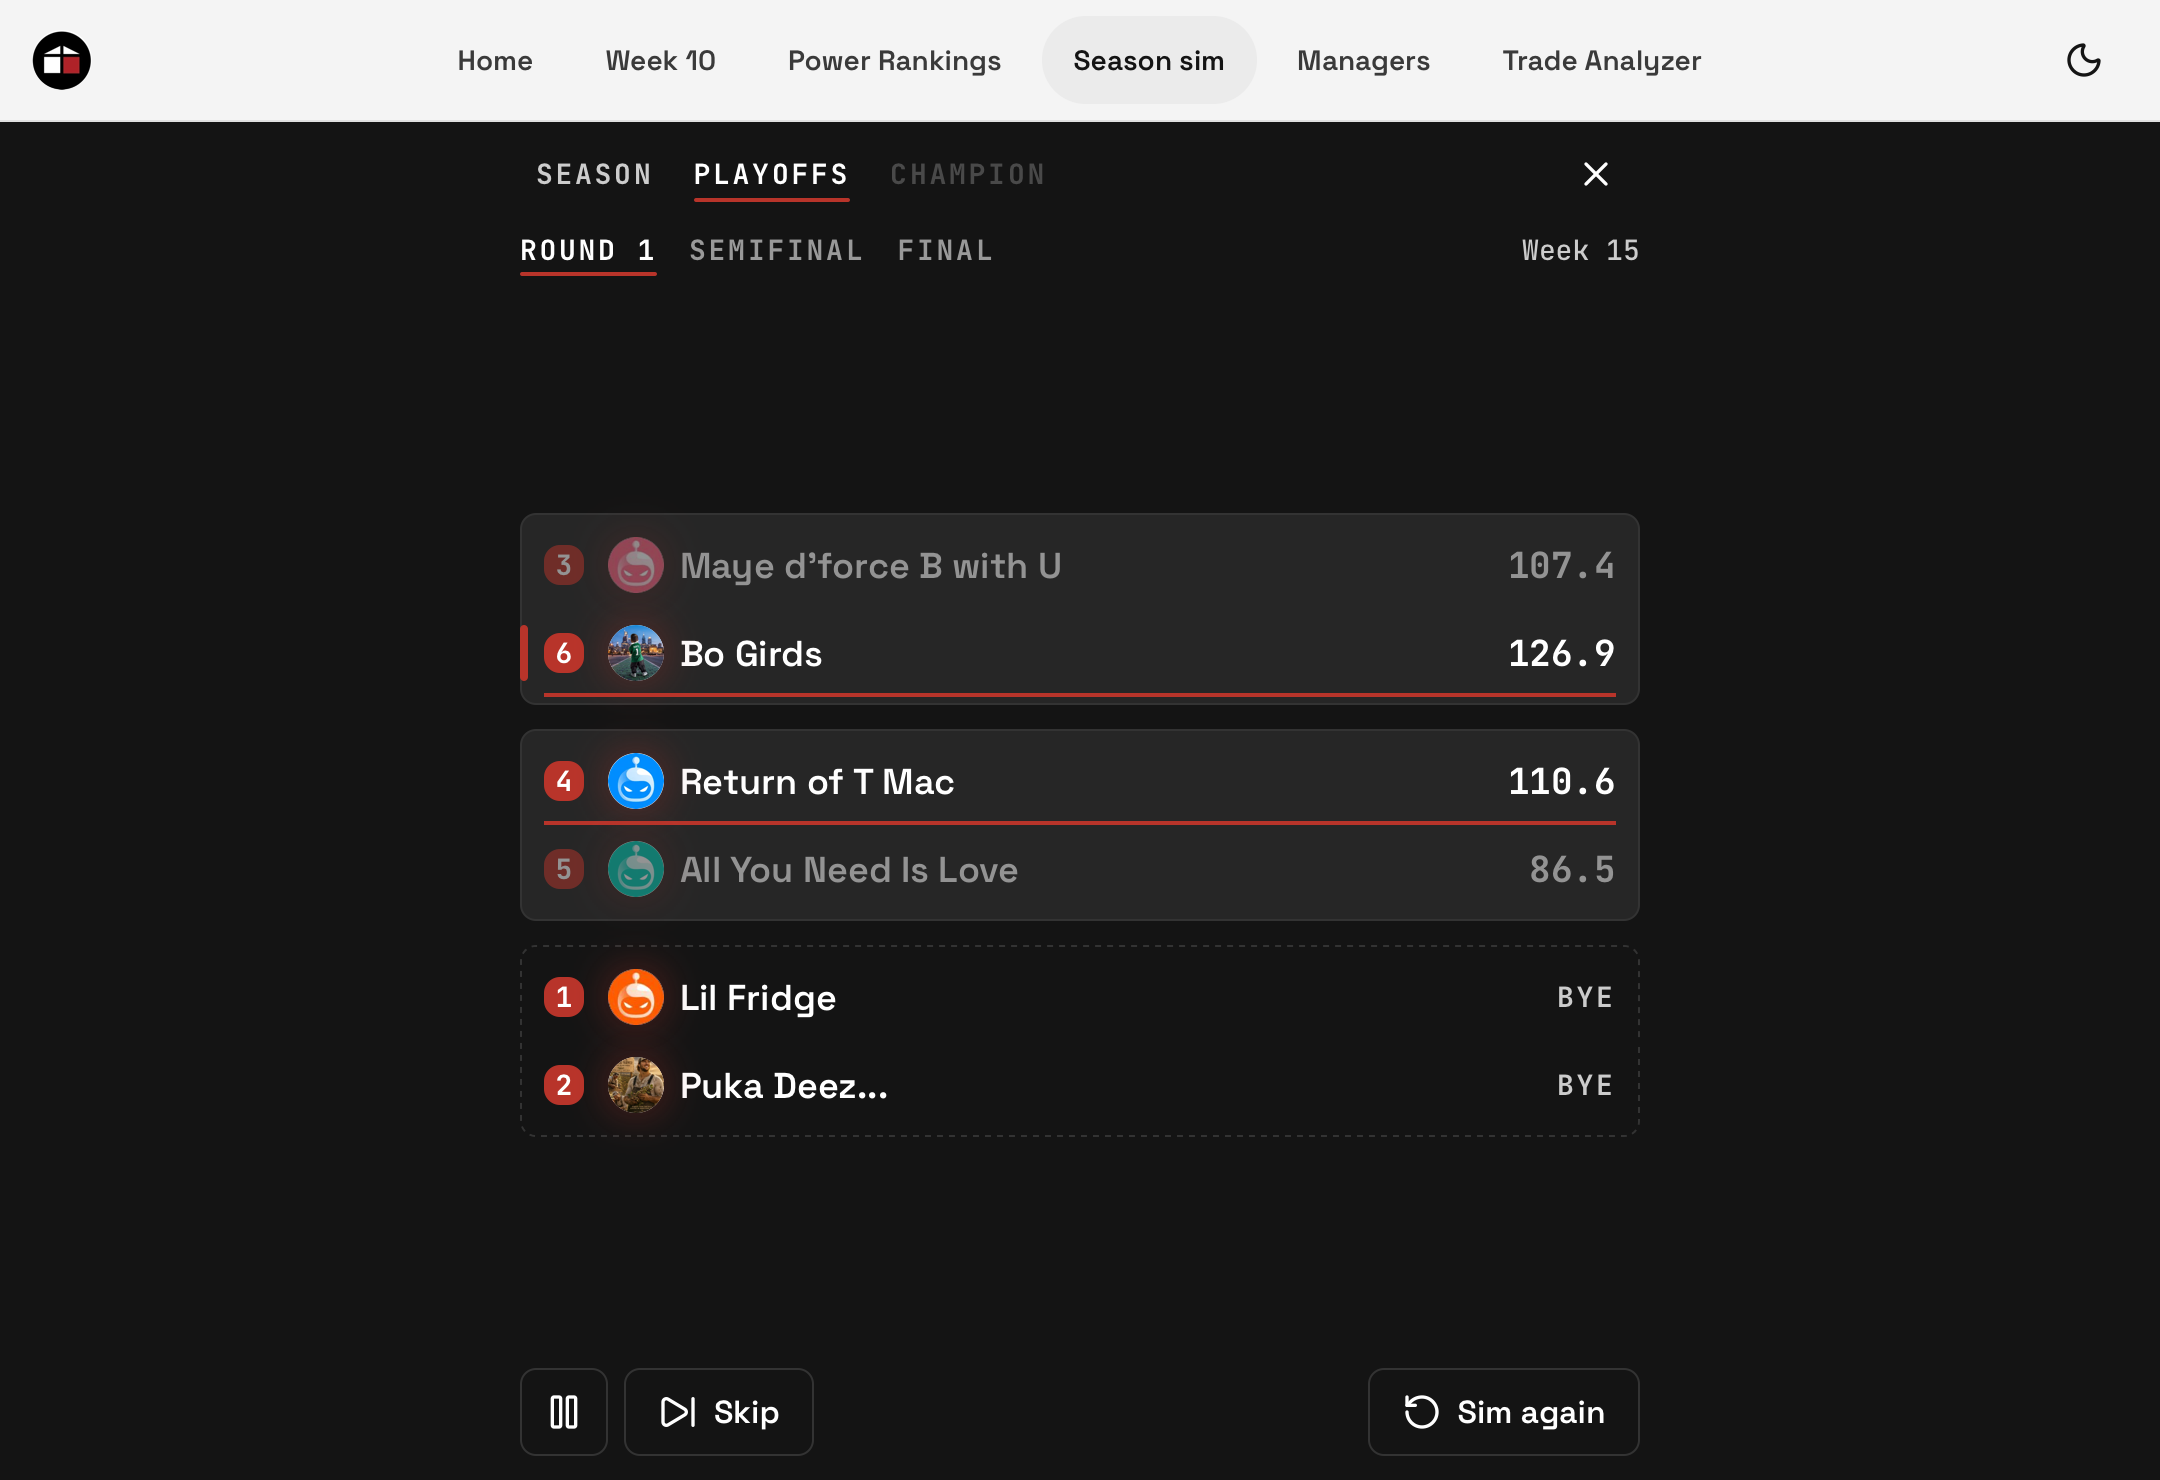 Home Week 10 Power Rankings Season sim Managers Trade Analyzer
SEASON PLAYOFFS CHAMPION
ROUND 1 SEMIFINAL FINAL Week 15
3 Maye d’force B with U 107.4
6 Bo Girds 126.9
4 Return of T Mac 110.6
5 All You Need Is Love 86.5
1 Lil Fridge BYE
2 Puka Deez... BYE
Skip Sim again